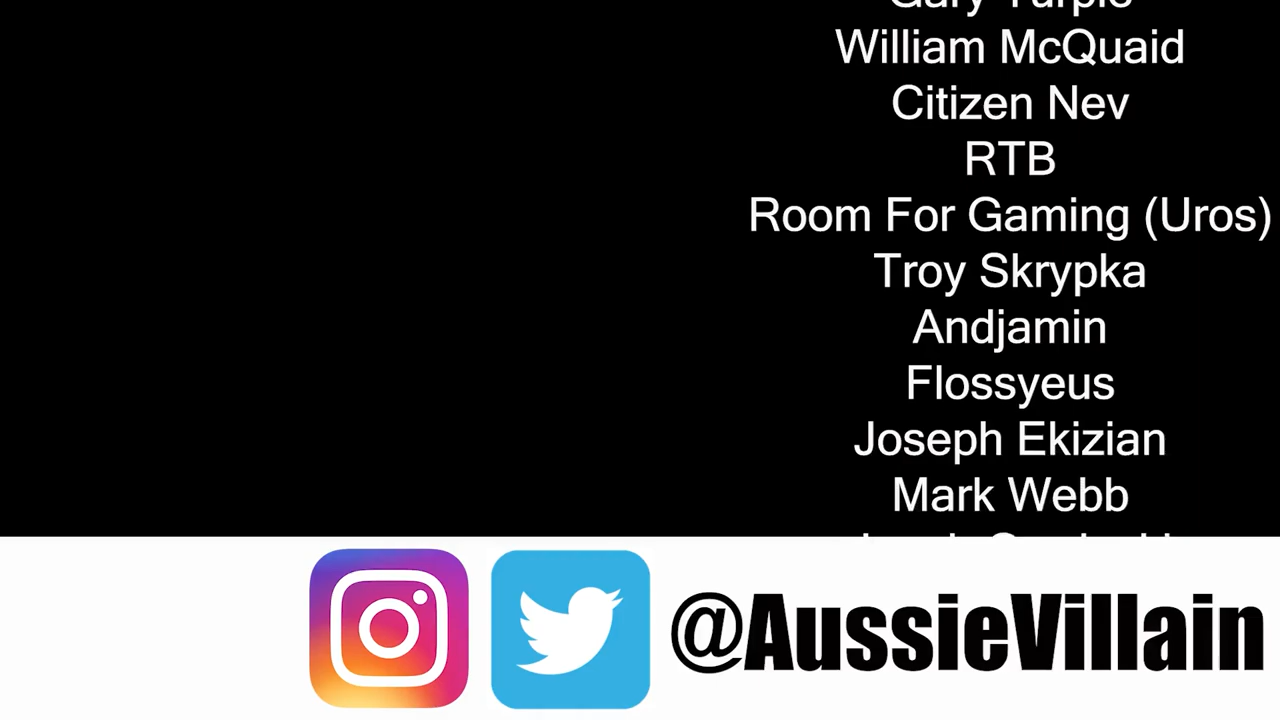 William McQuaid
Citizen Nev
RTB
Room For Gaming (Uros)
Troy Skrypka
Andjamin
Flossyeus
Joseph Ekizian
Mark Webb
@AussieVillain